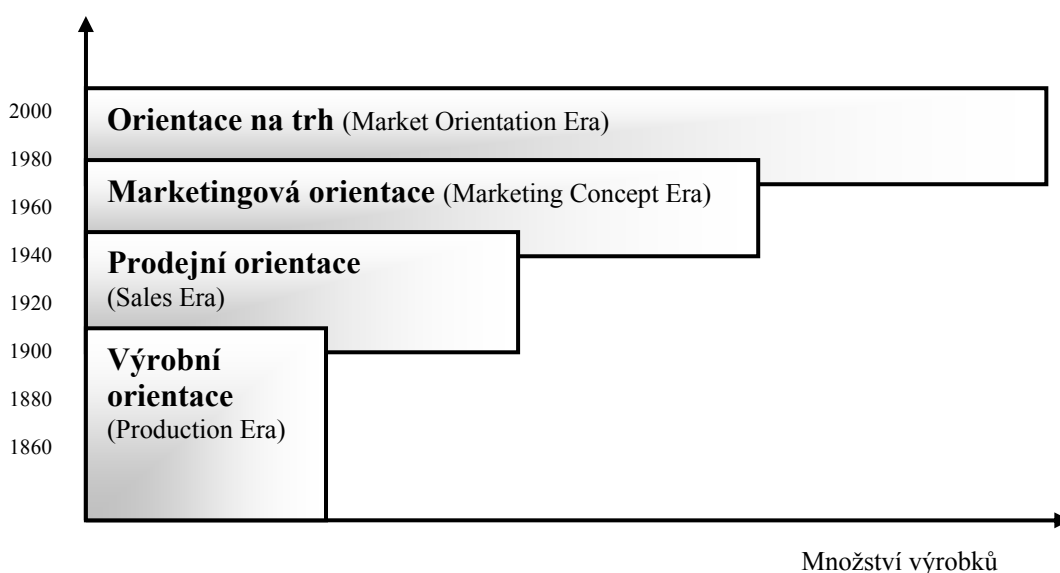 2000
Orientace na trh (Market Orientation Era)
1980
Marketingová orientace (Marketing Concept Era)
1960
1940
Prodejní orientace
(Sales Era)
1920
1900
Výrobní
orientace
(Production Era)
1880
1860
Množství výrobků